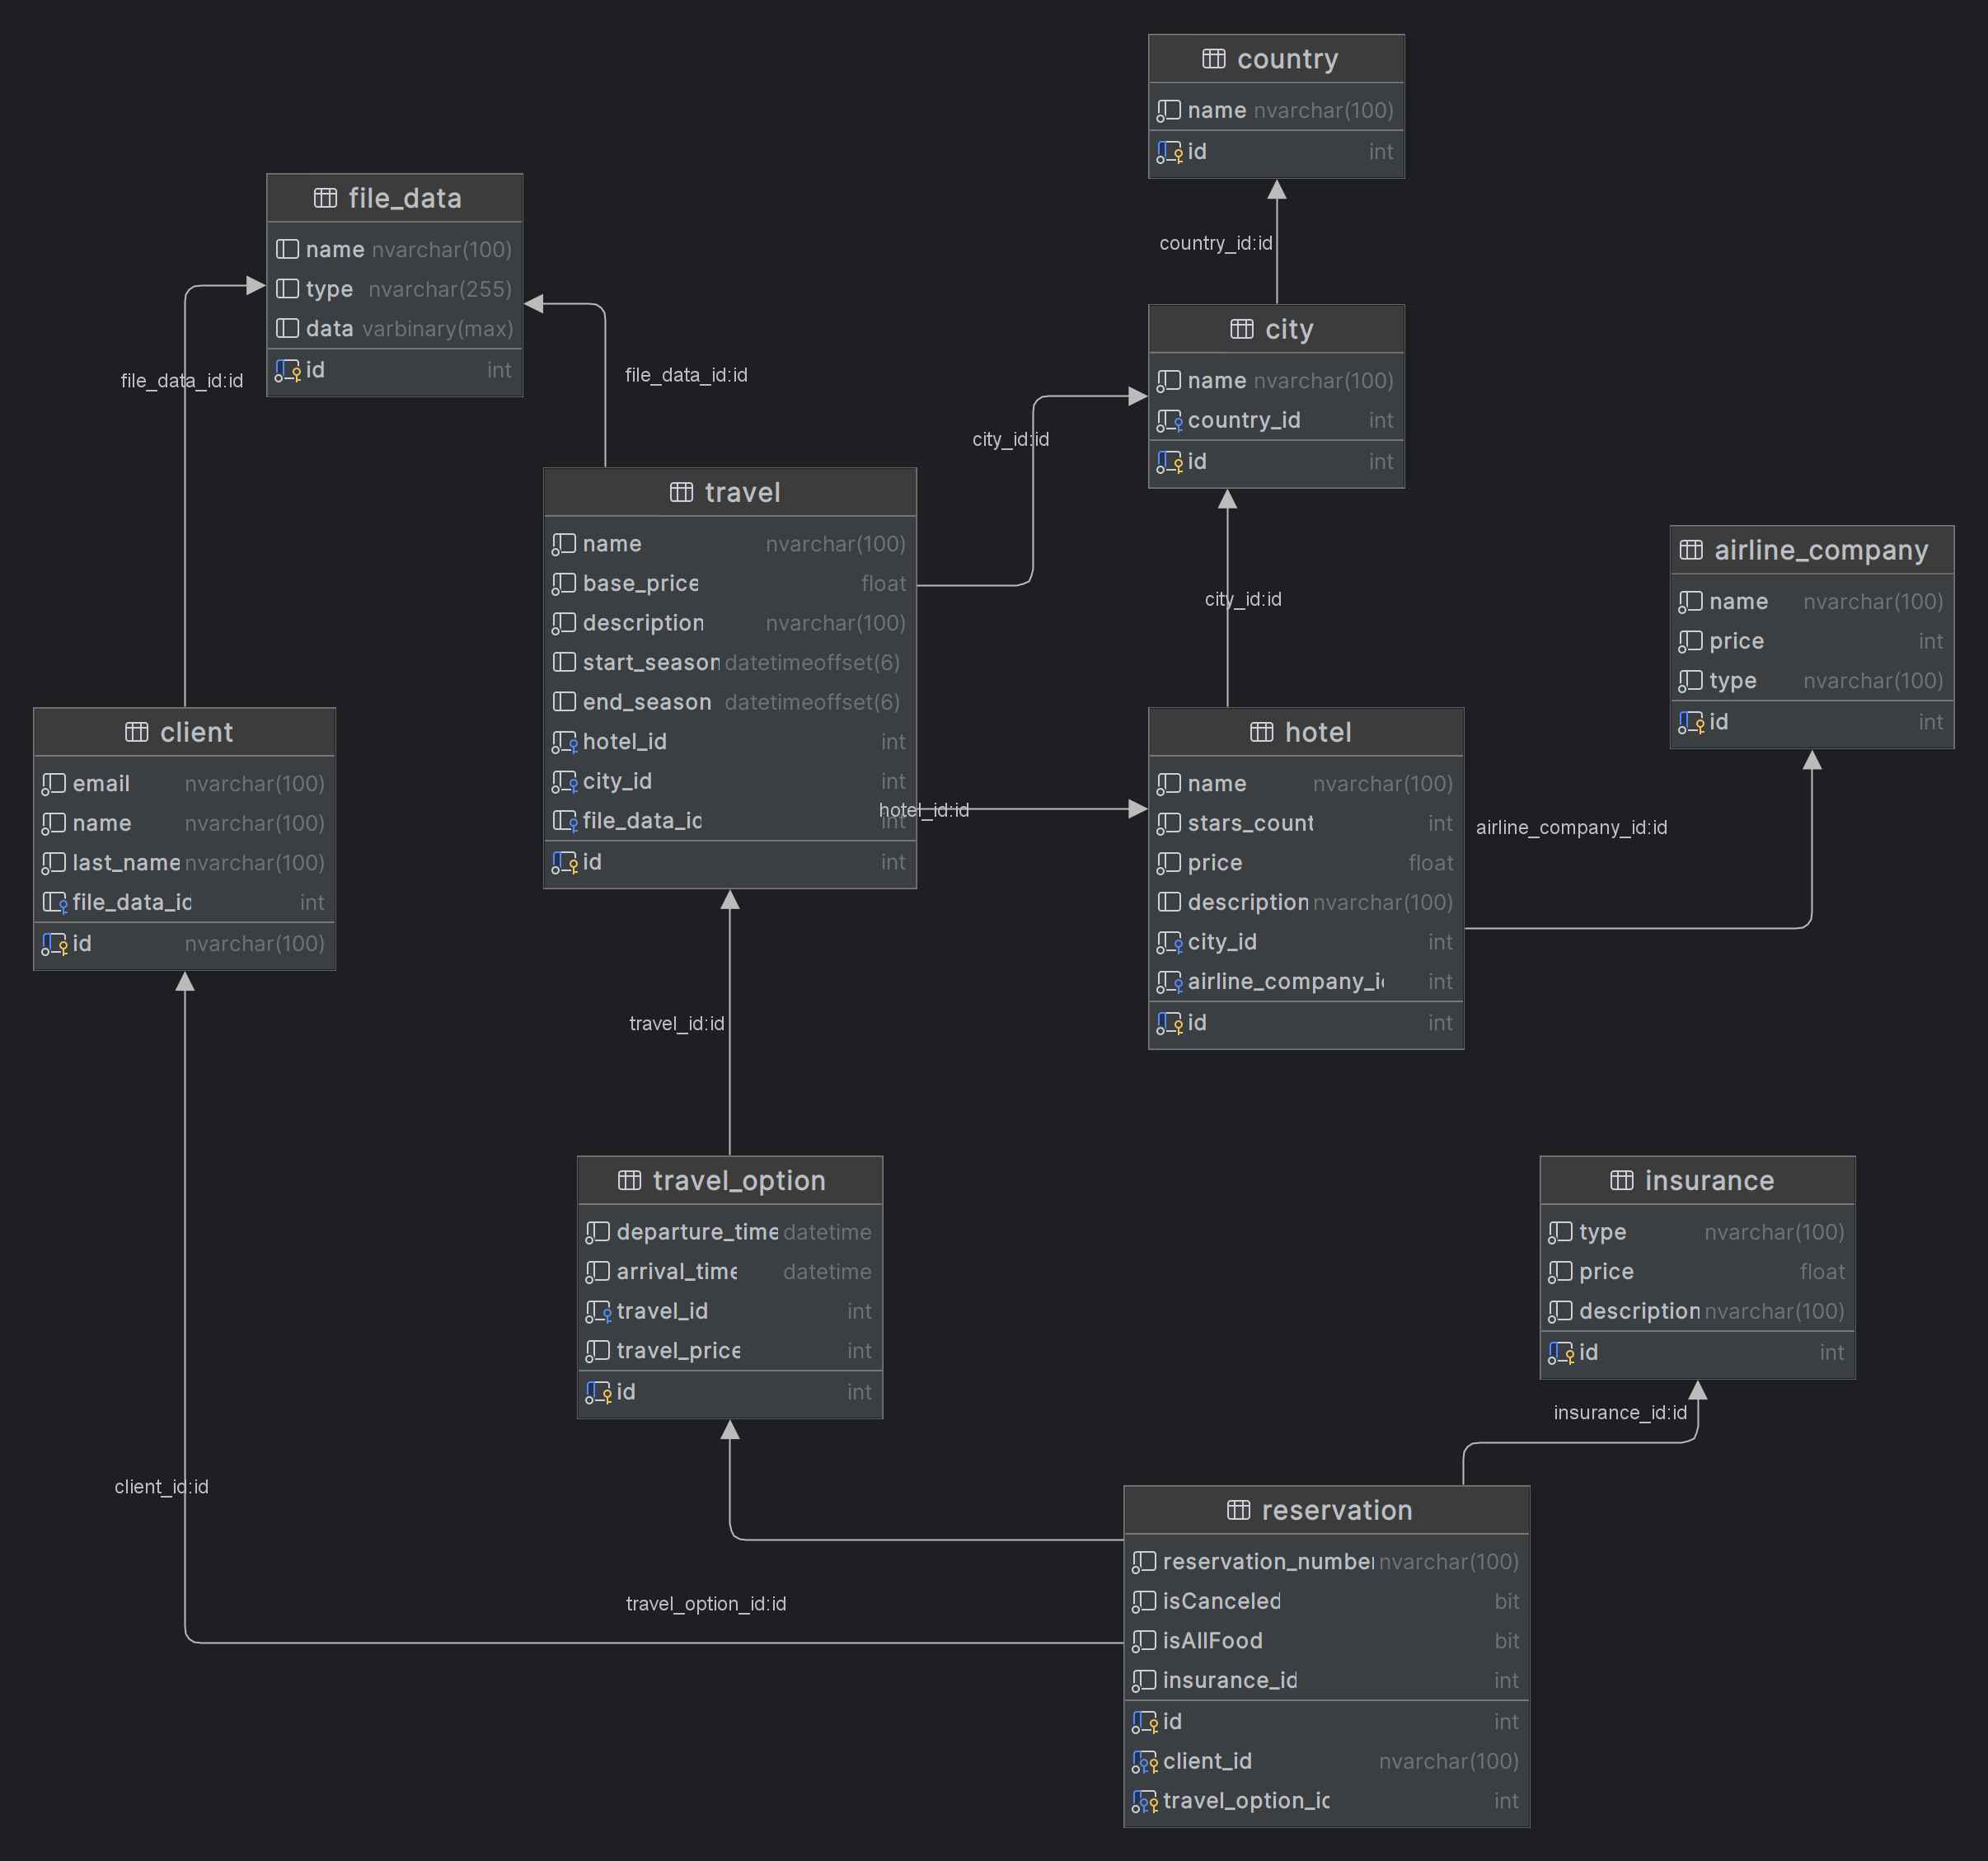 country
name nvarchar(100)
id int
country_id:id
file_data
name nvarchar(100)
type nvarchar(255)
data varbinary(max)
id int
file_data_id:id
file_data_id:id
city
name nvarchar(100)
country_id int
id int
city_id:id
travel
name nvarchar(100)
base_price float
description nvarchar(100)
start_season datetimeoffset(6)
end_season datetimeoffset(6)
hotel_id int
city_id int
file_data_id int
id int
city_id:id
hotel_id:id
airline_company
name nvarchar(100)
price int
type nvarchar(100)
id int
client
email nvarchar(100)
name nvarchar(100)
last_name nvarchar(100)
file_data_id int
id nvarchar(100)
hotel
name nvarchar(100)
stars_count int
price float
description nvarchar(100)
city_id int
airline_company_id int
id int
airline_company_id:id
travel_id:id
travel_option
departure_time datetime
arrival_time datetime
travel_id int
travel_price int
id int
insurance
type nvarchar(100)
price float
description nvarchar(100)
id int
insurance_id:id
client_id:id
travel_option_id:id
reservation
reservation_number nvarchar(100)
isCanceled bit
isAllFood bit
insurance_id int
id int
client_id nvarchar(100)
travel_option_id int